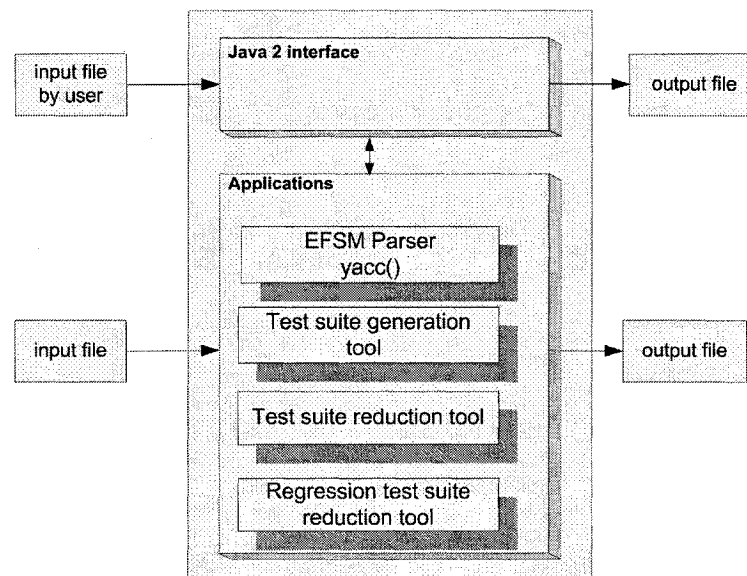 Java 2 interface
input file
by user
output file
Applications
EFSM Parser
yacc()
Test suite generation
tool
input file
output file
Test suite reduction tool
Regression test suite
reduction tool